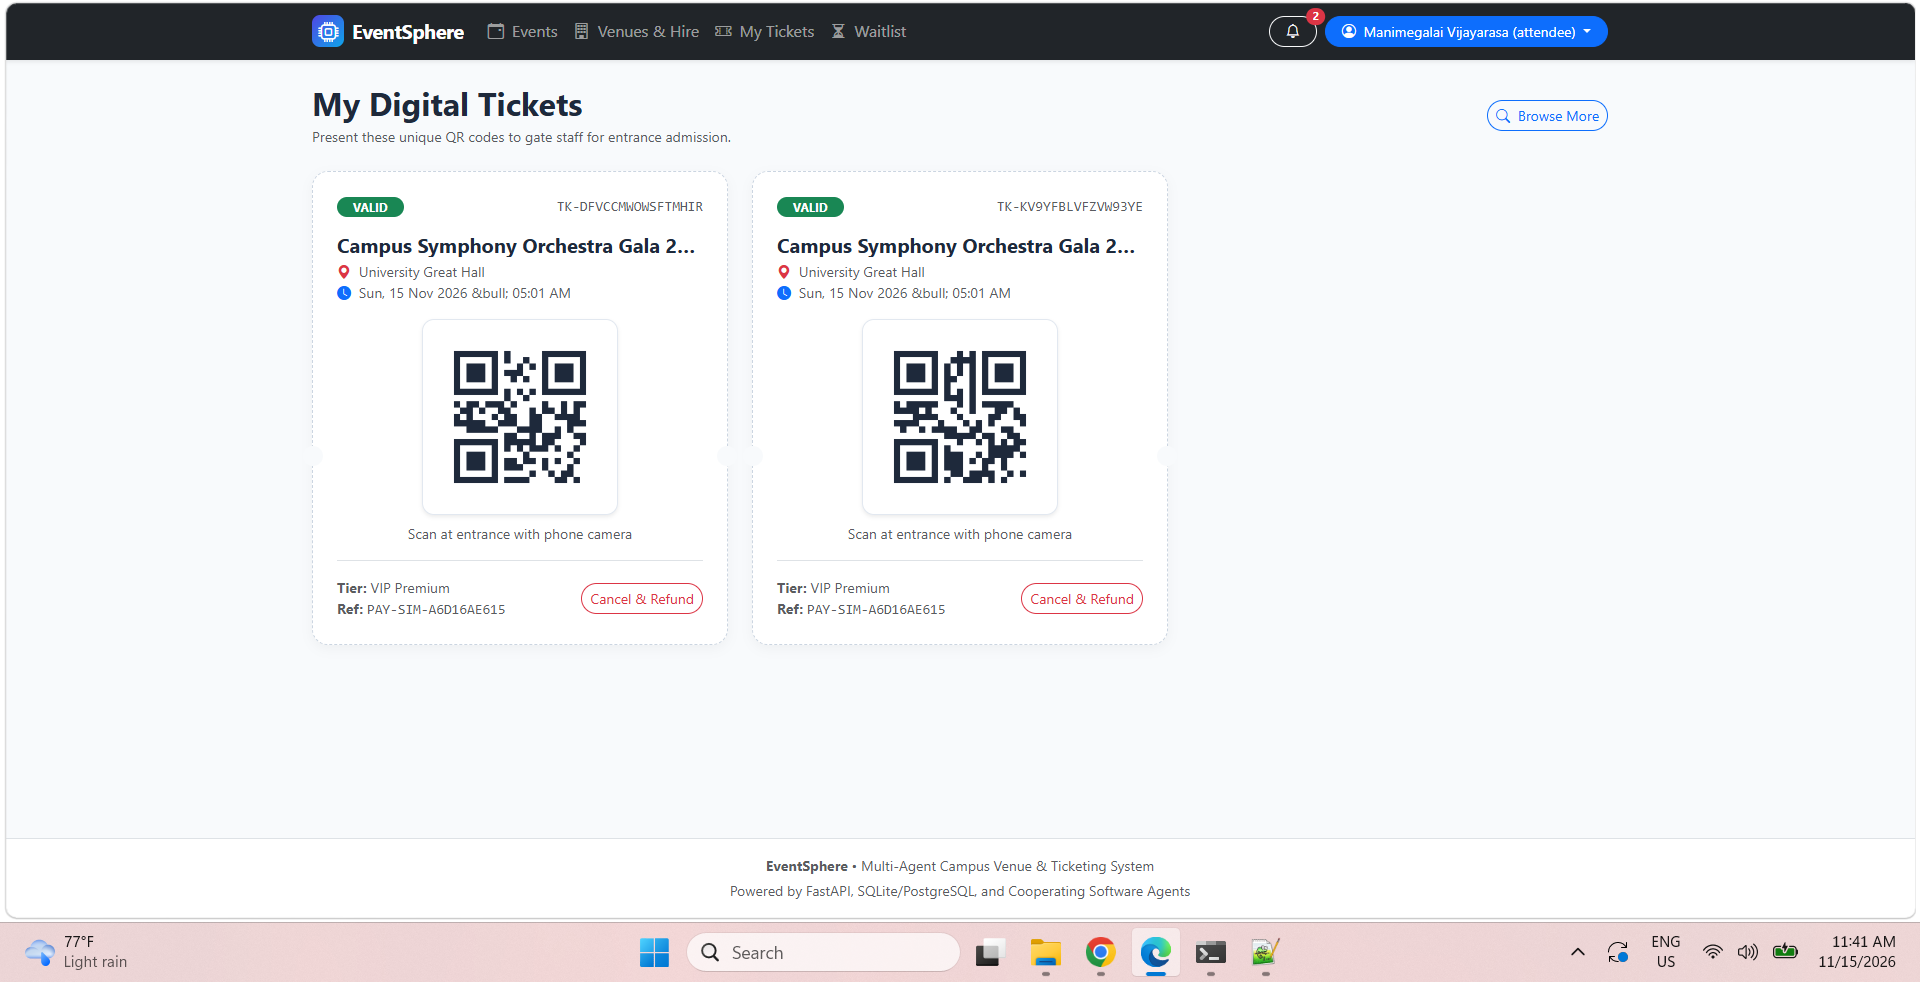 EventSphere Events Venues & Hire My Tickets Waitlist 2 Manimegalai Vijayarasa (attendee)
My Digital Tickets
Present these unique QR codes to gate staff for entrance admission.
Browse More
VALID TK-DFVCCMWOWSFTMHIR
Campus Symphony Orchestra Gala 2...
University Great Hall
Sun, 15 Nov 2026 &bull; 05:01 AM
Scan at entrance with phone camera
Tier: VIP Premium
Ref: PAY-SIM-A6D16AE615
Cancel & Refund
VALID TK-KV9YFBLVFZVW93YE
Campus Symphony Orchestra Gala 2...
University Great Hall
Sun, 15 Nov 2026 &bull; 05:01 AM
Scan at entrance with phone camera
Tier: VIP Premium
Ref: PAY-SIM-A6D16AE615
Cancel & Refund
EventSphere • Multi-Agent Campus Venue & Ticketing System
Powered by FastAPI, SQLite/PostgreSQL, and Cooperating Software Agents
77°F
Light rain
Search
ENG
US
11:41 AM
11/15/2026